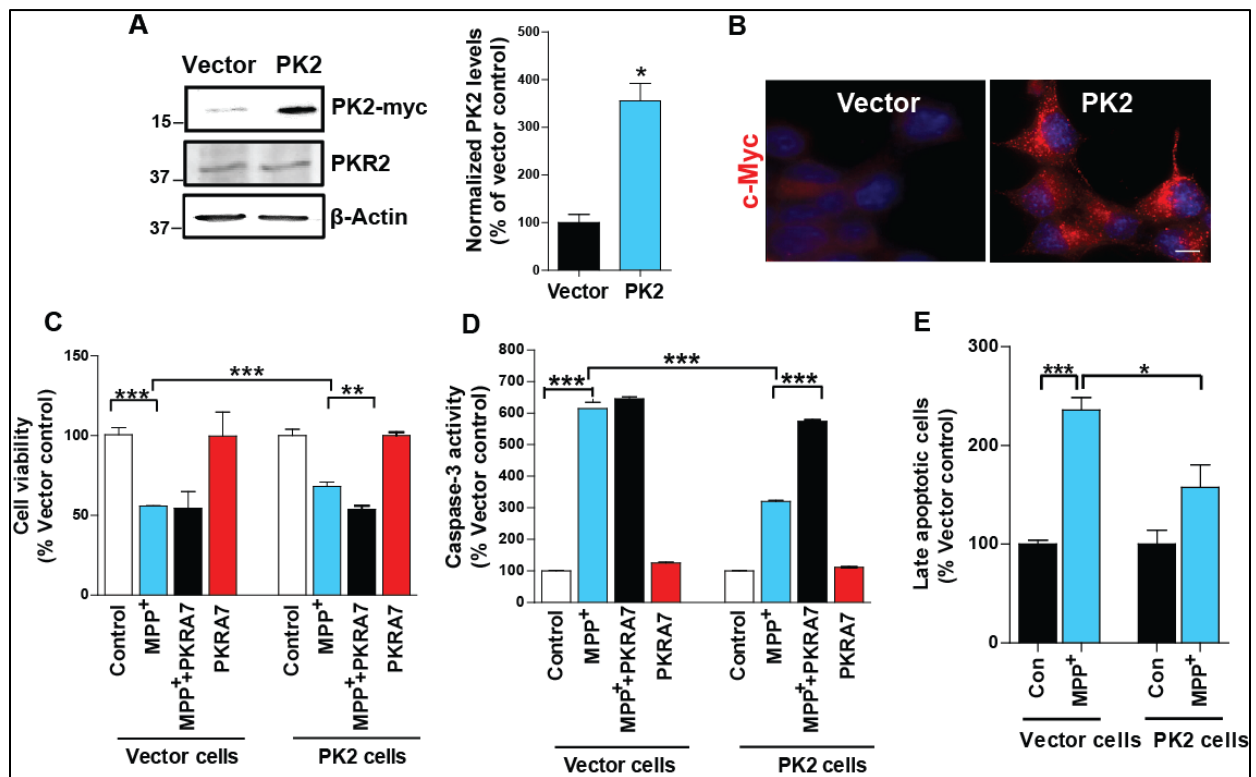 A
Vector PK2
15
PK2-myc
37
PKR2
37
β-Actin
Normalized PK2 levels
(% of vector control)
500
400
300
200
100
0
*
Vector PK2
B
c-Myc
Vector
PK2
C
Cell viability
(% Vector control)
150
100
50
0
***
***
**
Control
MPP+
MPP++PKRA7
PKRA7
Control
MPP+
MPP++PKRA7
PKRA7
Vector cells
PK2 cells
D
Caspase-3 activity
(% Vector control)
800
700
600
500
400
300
200
100
0
***
***
***
Control
MPP+
MPP++PKRA7
PKRA7
Control
MPP+
MPP++PKRA7
PKRA7
Vector cells
PK2 cells
E
Late apoptotic cells
(% Vector control)
300
200
100
0
***
*
Con
MPP+
Con
MPP+
Vector cells PK2 cells